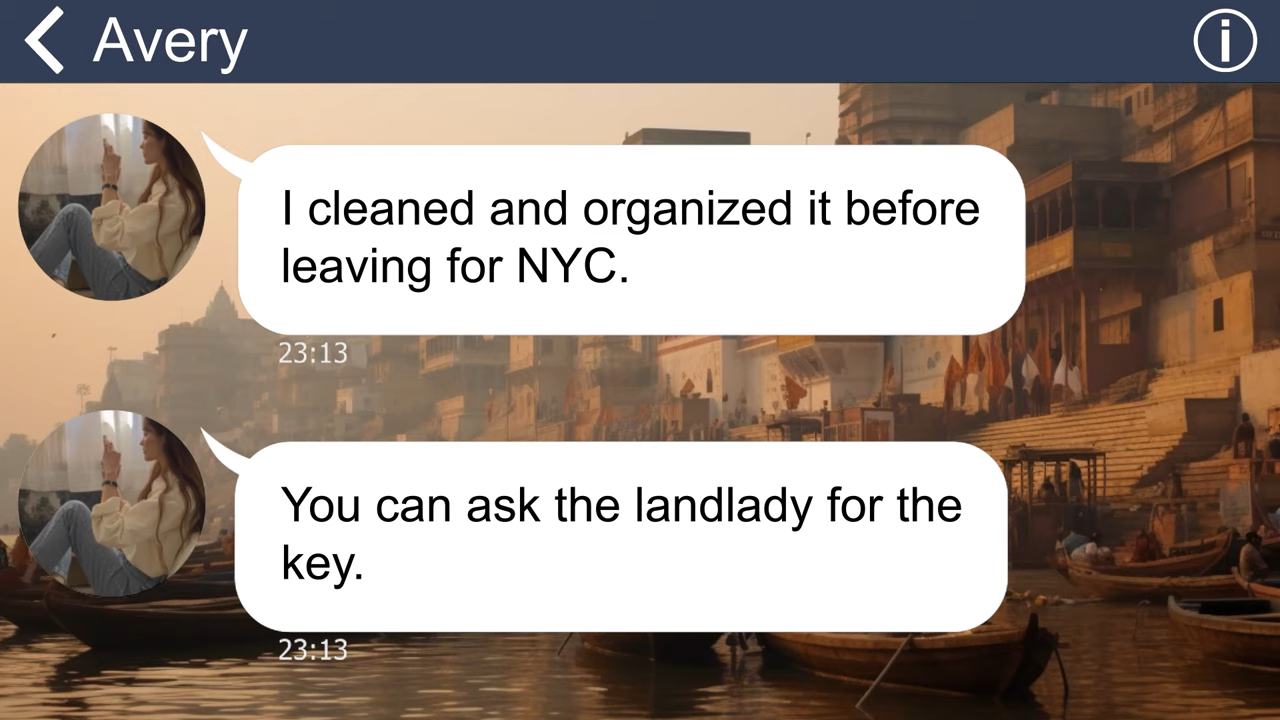 Avery
I cleaned and organized it before
leaving for NYC.
23:13
You can ask the landlady for the
key.
23:13